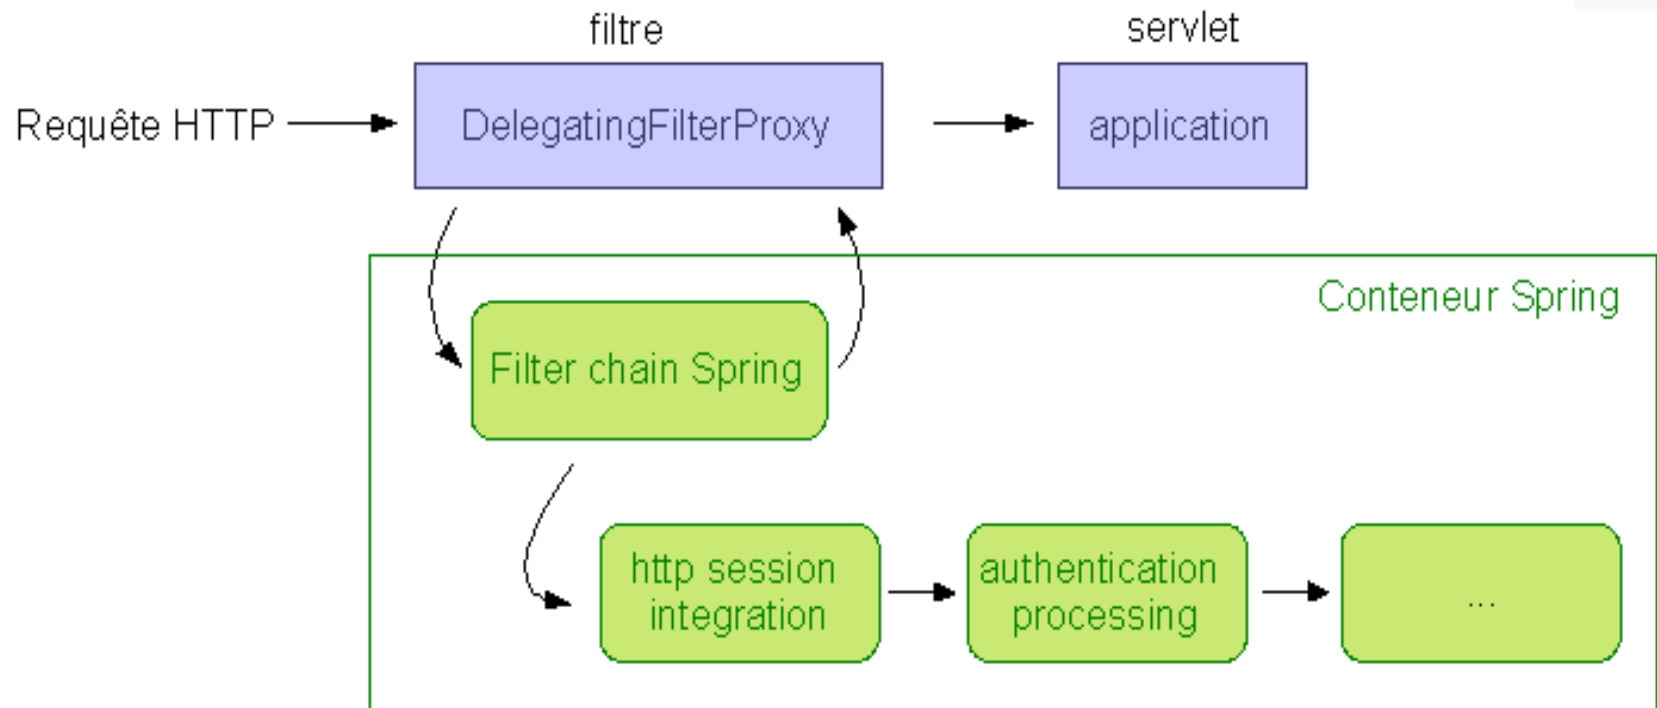 filtre
servlet
Requête HTTP
DelegatingFilterProxy
application
Conteneur Spring
Filter chain Spring
http session
integration
authentication
processing
...